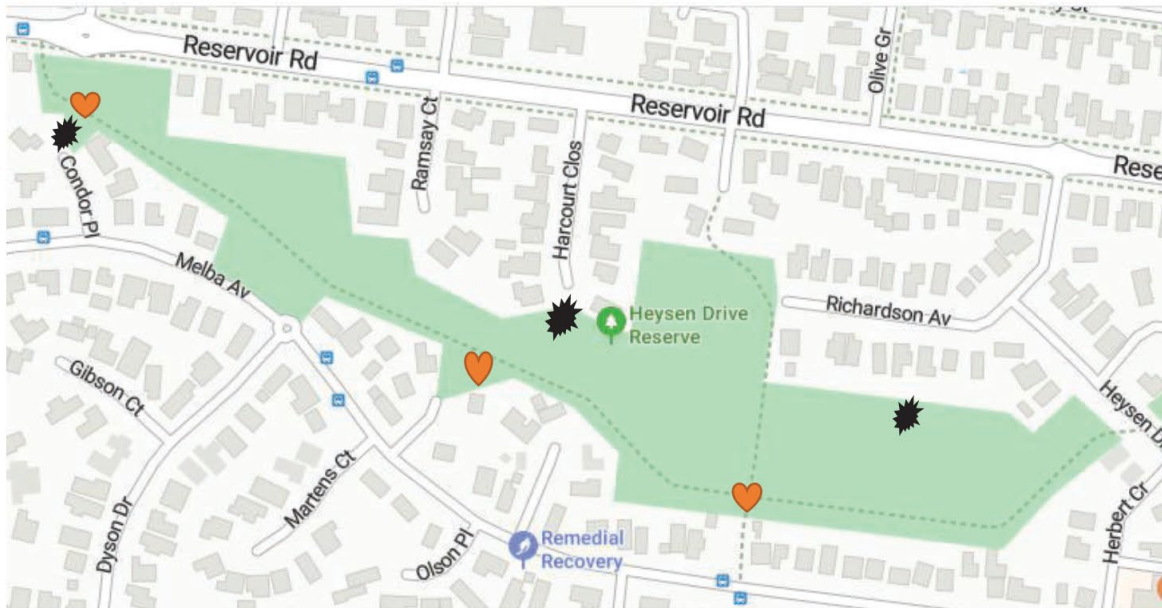 Reservoir Rd
Olive Gr
Reservoir Rd
Rese
Ramsay Ct
Harcourt Clos
Condor Pl
Melba Av
Heysen Drive
Reserve
Richardson Av
Gibson Ct
Heysen D
Martens Ct
Dyson Dr
Olson Pl
Remedial
Recovery
Herbert Cr